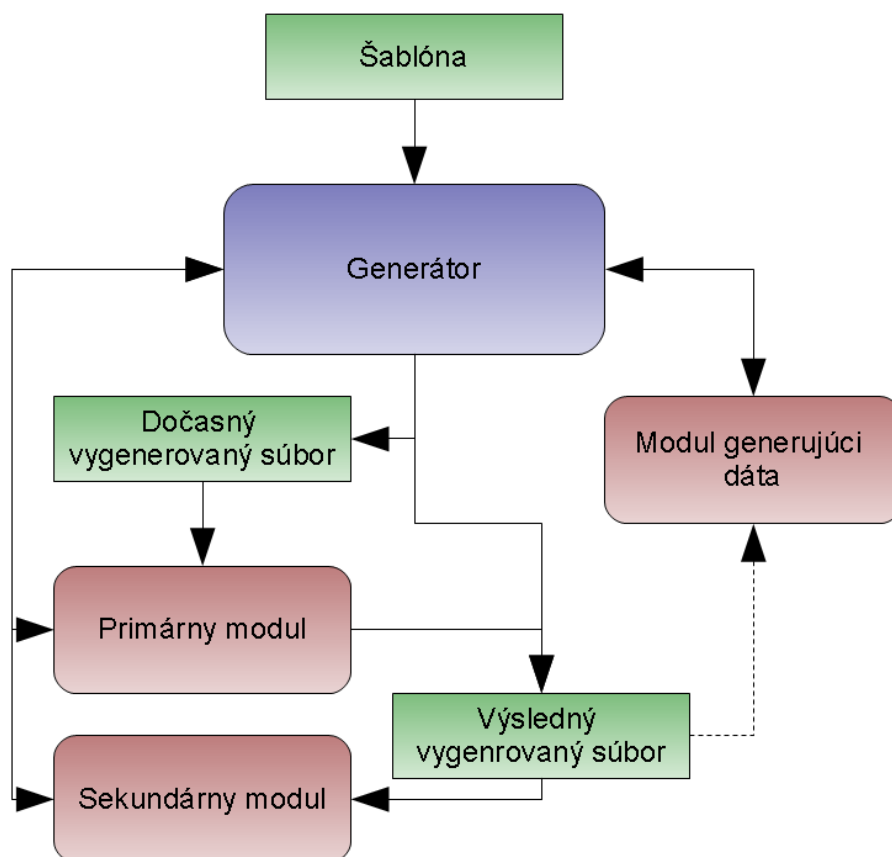 Šablóna
Generátor
Dočasný
vygenerovaný súbor
Modul generujúci
dáta
Primárny modul
Výsledný
vygenrovaný súbor
Sekundárny modul